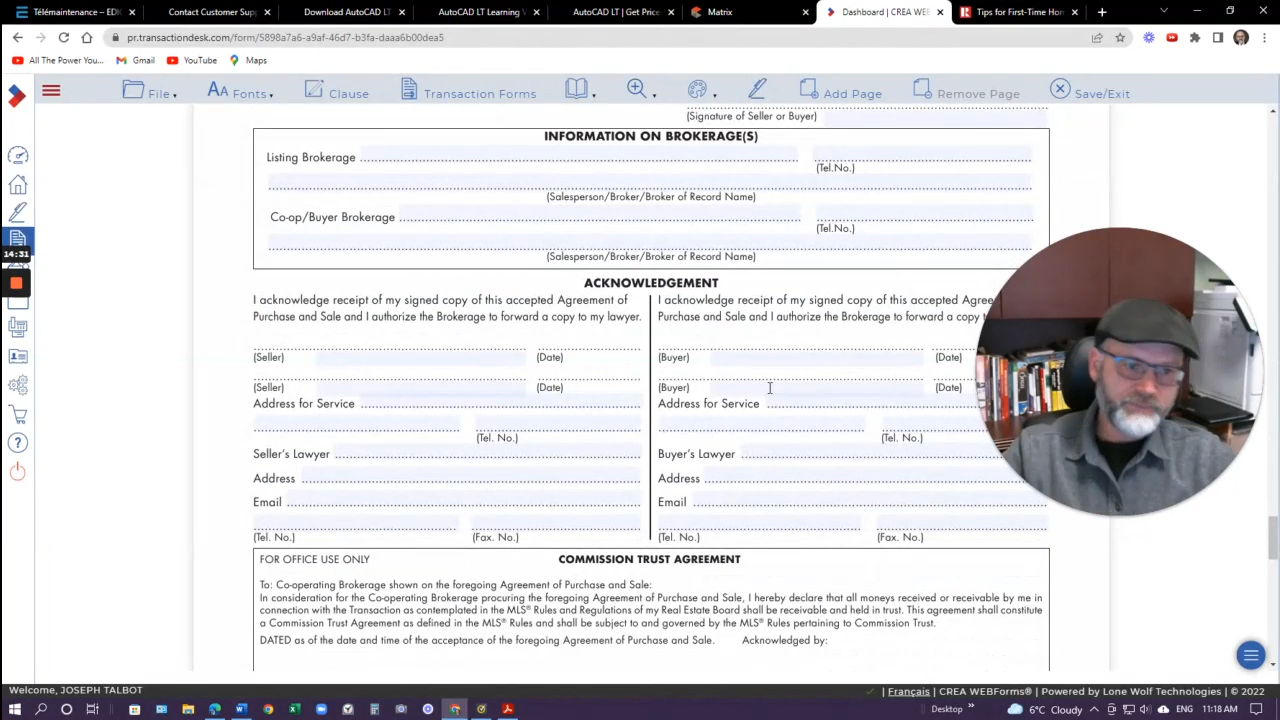 Télémaintenance – EDIC
Contact Customer Sup
Download AutoCAD LT
AutoCAD LT Learning
AutoCAD LT | Get Price
Matrix
Dashboard | CREA WEB
Tips for First-Time Hom
pr.transactiondesk.com/form/5898a7a6-a9af-46d7-b3fa-daaa6b00dea5
All The Power You...
Gmail
YouTube
Maps
File
Fonts
Clause
Transaction Forms
Add Page
Remove Page
Save/Exit
(Signature of Seller or Buyer)
INFORMATION ON BROKERAGE(S)
Listing Brokerage
(Tel.No.)
(Salesperson/Broker/Broker of Record Name)
Co-op/Buyer Brokerage
(Tel.No.)
(Salesperson/Broker/Broker of Record Name)
14:31
ACKNOWLEDGEMENT
I acknowledge receipt of my signed copy of this accepted Agreement of
Purchase and Sale and I authorize the Brokerage to forward a copy to my lawyer.
(Seller) (Date)
(Seller) (Date)
Address for Service
(Tel. No.)
Seller's Lawyer
Address
Email
(Tel. No.) (Fax. No.)
I acknowledge receipt of my signed copy of this accepted Agree
Purchase and Sale and I authorize the Brokerage to forward a copy
(Buyer) (Date)
(Buyer) (Date)
Address for Service
(Tel. No.)
Buyer's Lawyer
Address
Email
(Tel. No.) (Fax. No.)
FOR OFFICE USE ONLY COMMISSION TRUST AGREEMENT
To: Co-operating Brokerage shown on the foregoing Agreement of Purchase and Sale:
In consideration for the Co-operating Brokerage procuring the foregoing Agreement of Purchase and Sale, I hereby declare that all moneys received or receivable by me in
connection with the Transaction as contemplated in the MLS® Rules and Regulations of my Real Estate Board shall be receivable and held in trust. This agreement shall constitute
a Commission Trust Agreement as defined in the MLS® Rules and shall be subject to and governed by the MLS® Rules pertaining to Commission Trust.
DATED as of the date and time of the acceptance of the foregoing Agreement of Purchase and Sale. Acknowledged by:
Welcome, JOSEPH TALBOT
| Français | CREA WEBForms® | Powered by Lone Wolf Technologies | © 2022
Desktop
6°C Cloudy
11:18 AM